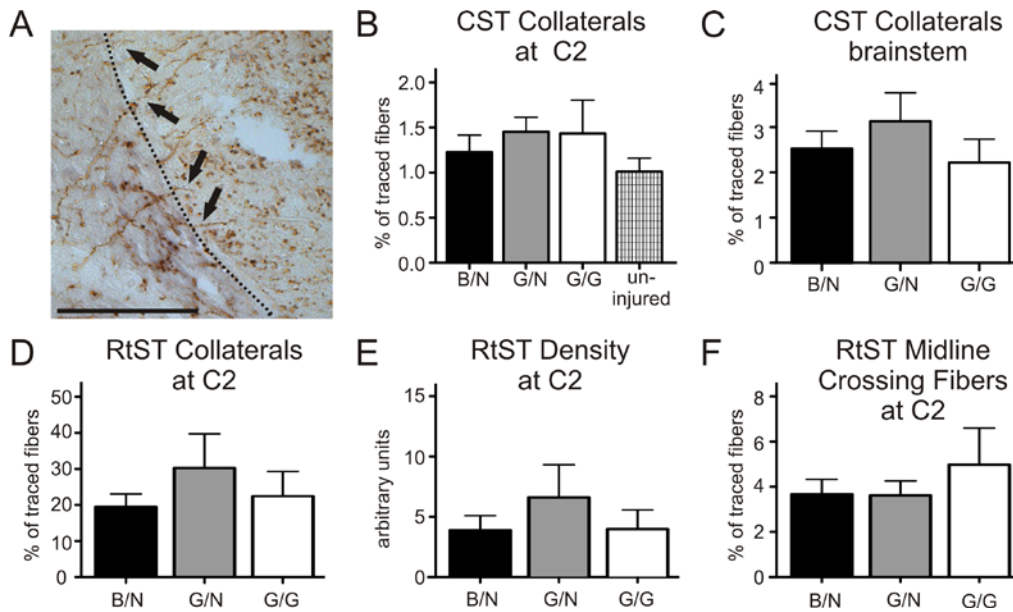 A
B
CST Collaterals
at C2
% of traced fibers
2.0
1.5
1.0
0.5
0.0
B/N
G/N
G/G
un-
injured
C
CST Collaterals
brainstem
% of traced fibers
4
3
2
1
0
B/N
G/N
G/G
D
RtST Collaterals
at C2
% of traced fibers
50
40
30
20
10
0
B/N
G/N
G/G
E
RtST Density
at C2
arbitrary units
15
10
5
0
B/N
G/N
G/G
F
RtST Midline
Crossing Fibers
at C2
% of traced fibers
8
6
4
2
0
B/N
G/N
G/G